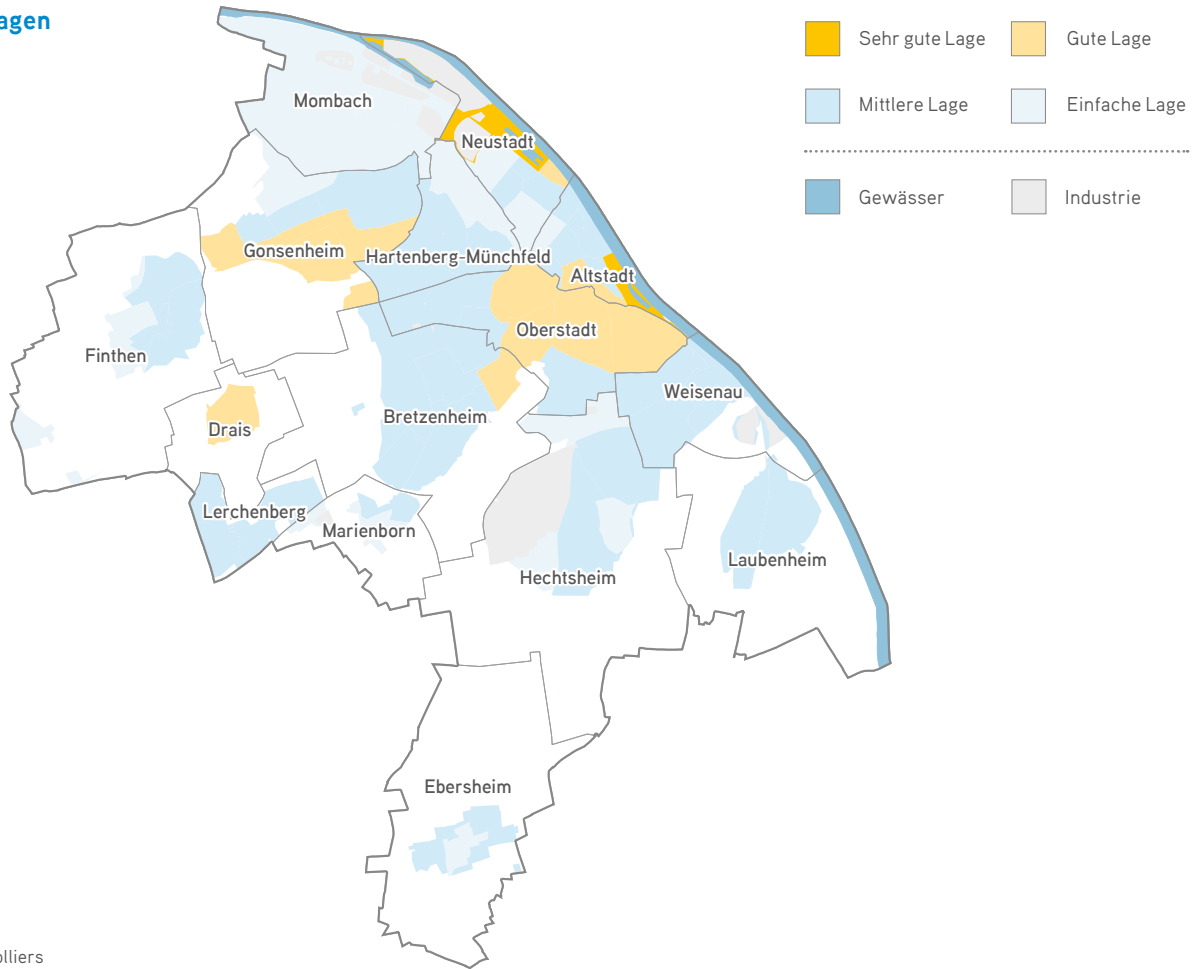 agen
Sehr gute Lage
Gute Lage
Mittlere Lage
Einfache Lage
Gewässer
Industrie
Mombach
Neustadt
Gonsenheim
Hartenberg-Münchfeld
Altstadt
Oberstadt
Finthen
Weisenau
Bretzenheim
Drais
Lerchenberg
Marienborn
Laubenheim
Hechtsheim
Ebersheim
olliers